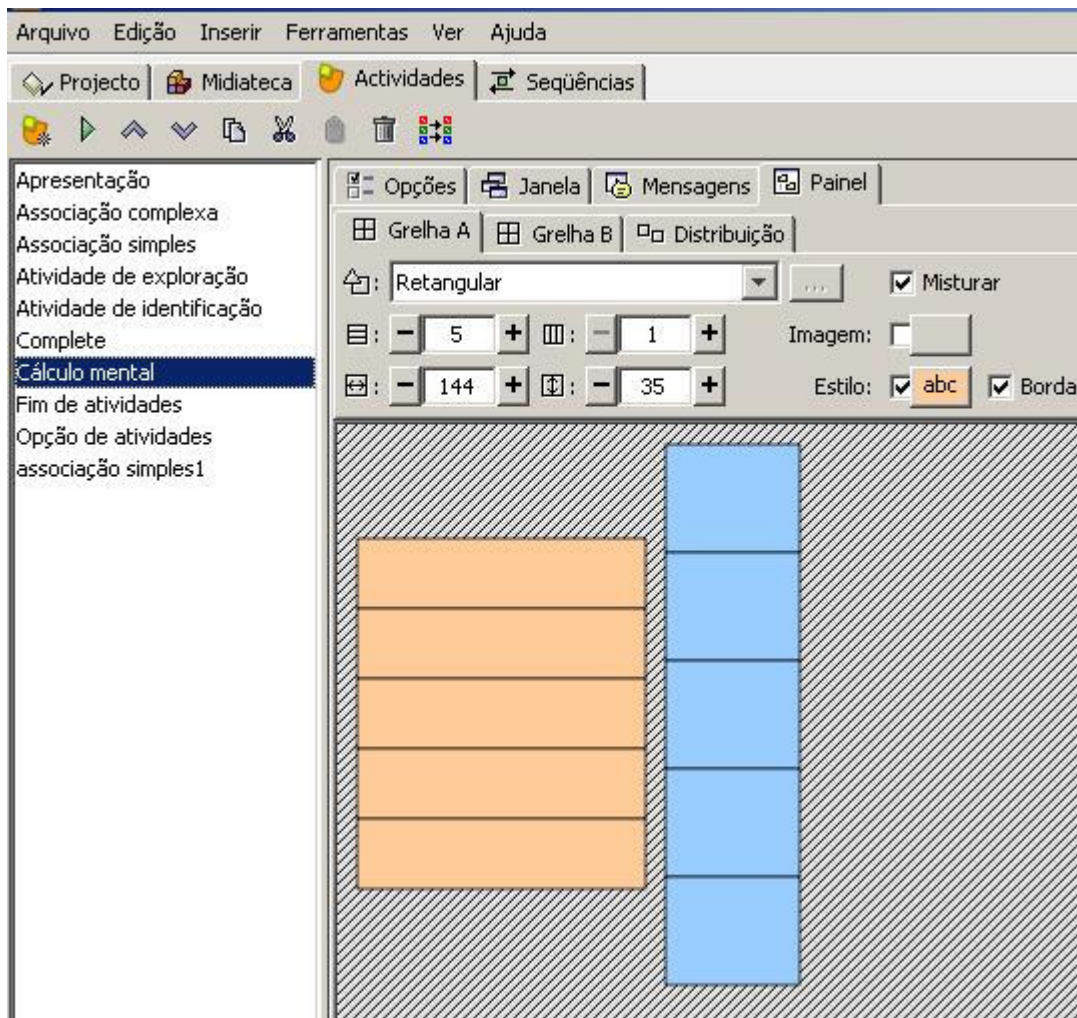 Arquivo Edição Inserir Ferramentas Ver Ajuda
Projecto Midiateca Actividades Seqüências
Apresentação
Associação complexa
Associação simples
Atividade de exploração
Atividade de identificação
Complete
Cálculo mental
Fim de atividades
Opção de atividades
associação simples1
Opções Janela Mensagens Painel
Grelha A Grelha B Distribuição
: Retangular ... Misturar
: 5 : 1 Imagem:
: 144 : 35 Estilo: abc Borda